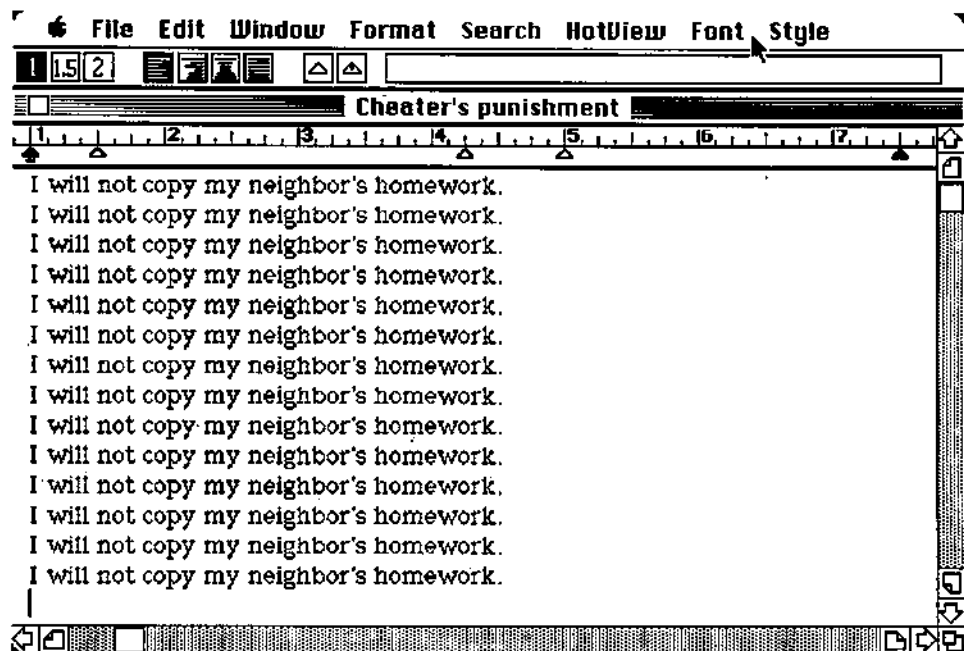 File Edit Window Format Search HotView Font Style
1 1.5 2
Cheater's punishment
1 2 3 4 5 6 7
I will not copy my neighbor's homework.
I will not copy my neighbor's homework.
I will not copy my neighbor's homework.
I will not copy my neighbor's homework.
I will not copy my neighbor's homework.
I will not copy my neighbor's homework.
I will not copy my neighbor's homework.
I will not copy my neighbor's homework.
I will not copy my neighbor's homework.
I will not copy my neighbor's homework.
I will not copy my neighbor's homework.
I will not copy my neighbor's homework.
I will not copy my neighbor's homework.
I will not copy my neighbor's homework.